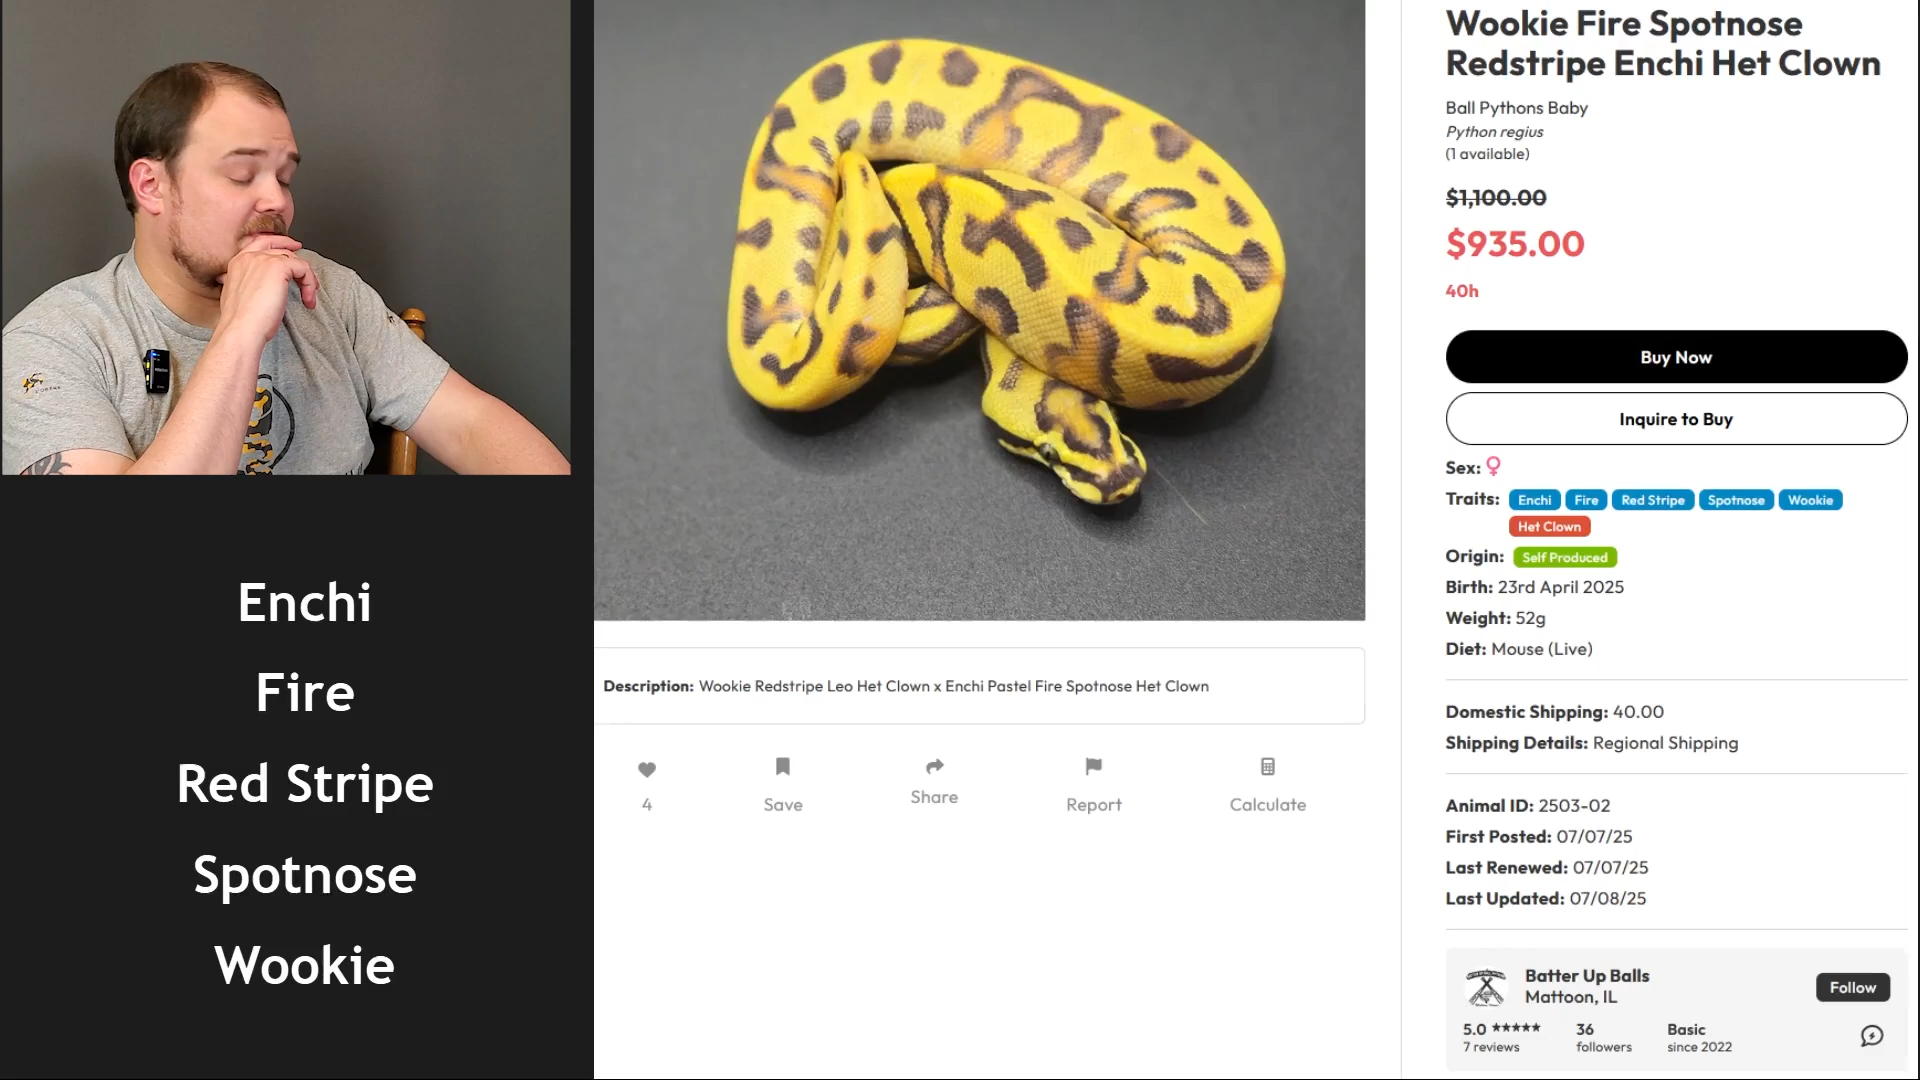 Enchi
Fire
Red Stripe
Spotnose
Wookie
Description: Wookie Redstripe Leo Het Clown x Enchi Pastel Fire Spotnose Het Clown
4
Save
Share
Report
Calculate
Wookie Fire Spotnose
Redstripe Enchi Het Clown
Ball Pythons Baby
Python regius
(1 available)
$1,100.00
$935.00
40h
Buy Now
Inquire to Buy
Sex: ♀
Traits: Enchi Fire Red Stripe Spotnose Wookie
Het Clown
Origin: Self Produced
Birth: 23rd April 2025
Weight: 52g
Diet: Mouse (Live)
Domestic Shipping: 40.00
Shipping Details: Regional Shipping
Animal ID: 2503-02
First Posted: 07/07/25
Last Renewed: 07/07/25
Last Updated: 07/08/25
Batter Up Balls
Mattoon, IL
Follow
5.0 ★★★★★ 36 Basic
7 reviews followers since 2022